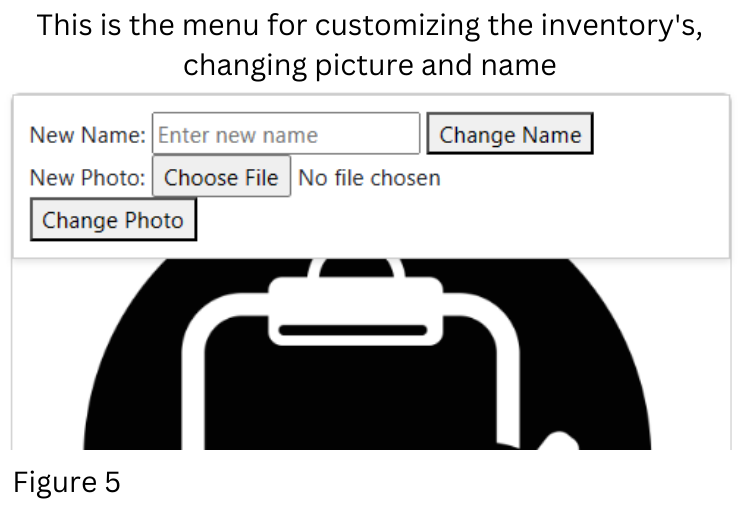 This is the menu for customizing the inventory's,
changing picture and name
New Name: Enter new name Change Name
New Photo: Choose File No file chosen
Change Photo
Figure 5